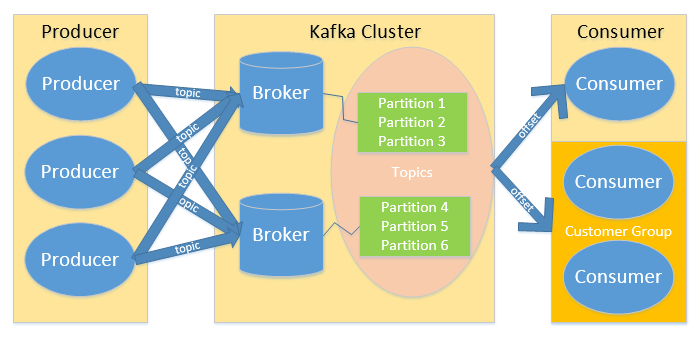 Producer
Kafka Cluster
Consumer
Producer
Producer
Producer
topic
topic
topic
topic
topic
topic
Broker
Broker
Partition 1
Partition 2
Partition 3
Topics
Partition 4
Partition 5
Partition 6
offset
offset
Consumer
Consumer
Customer Group
Consumer